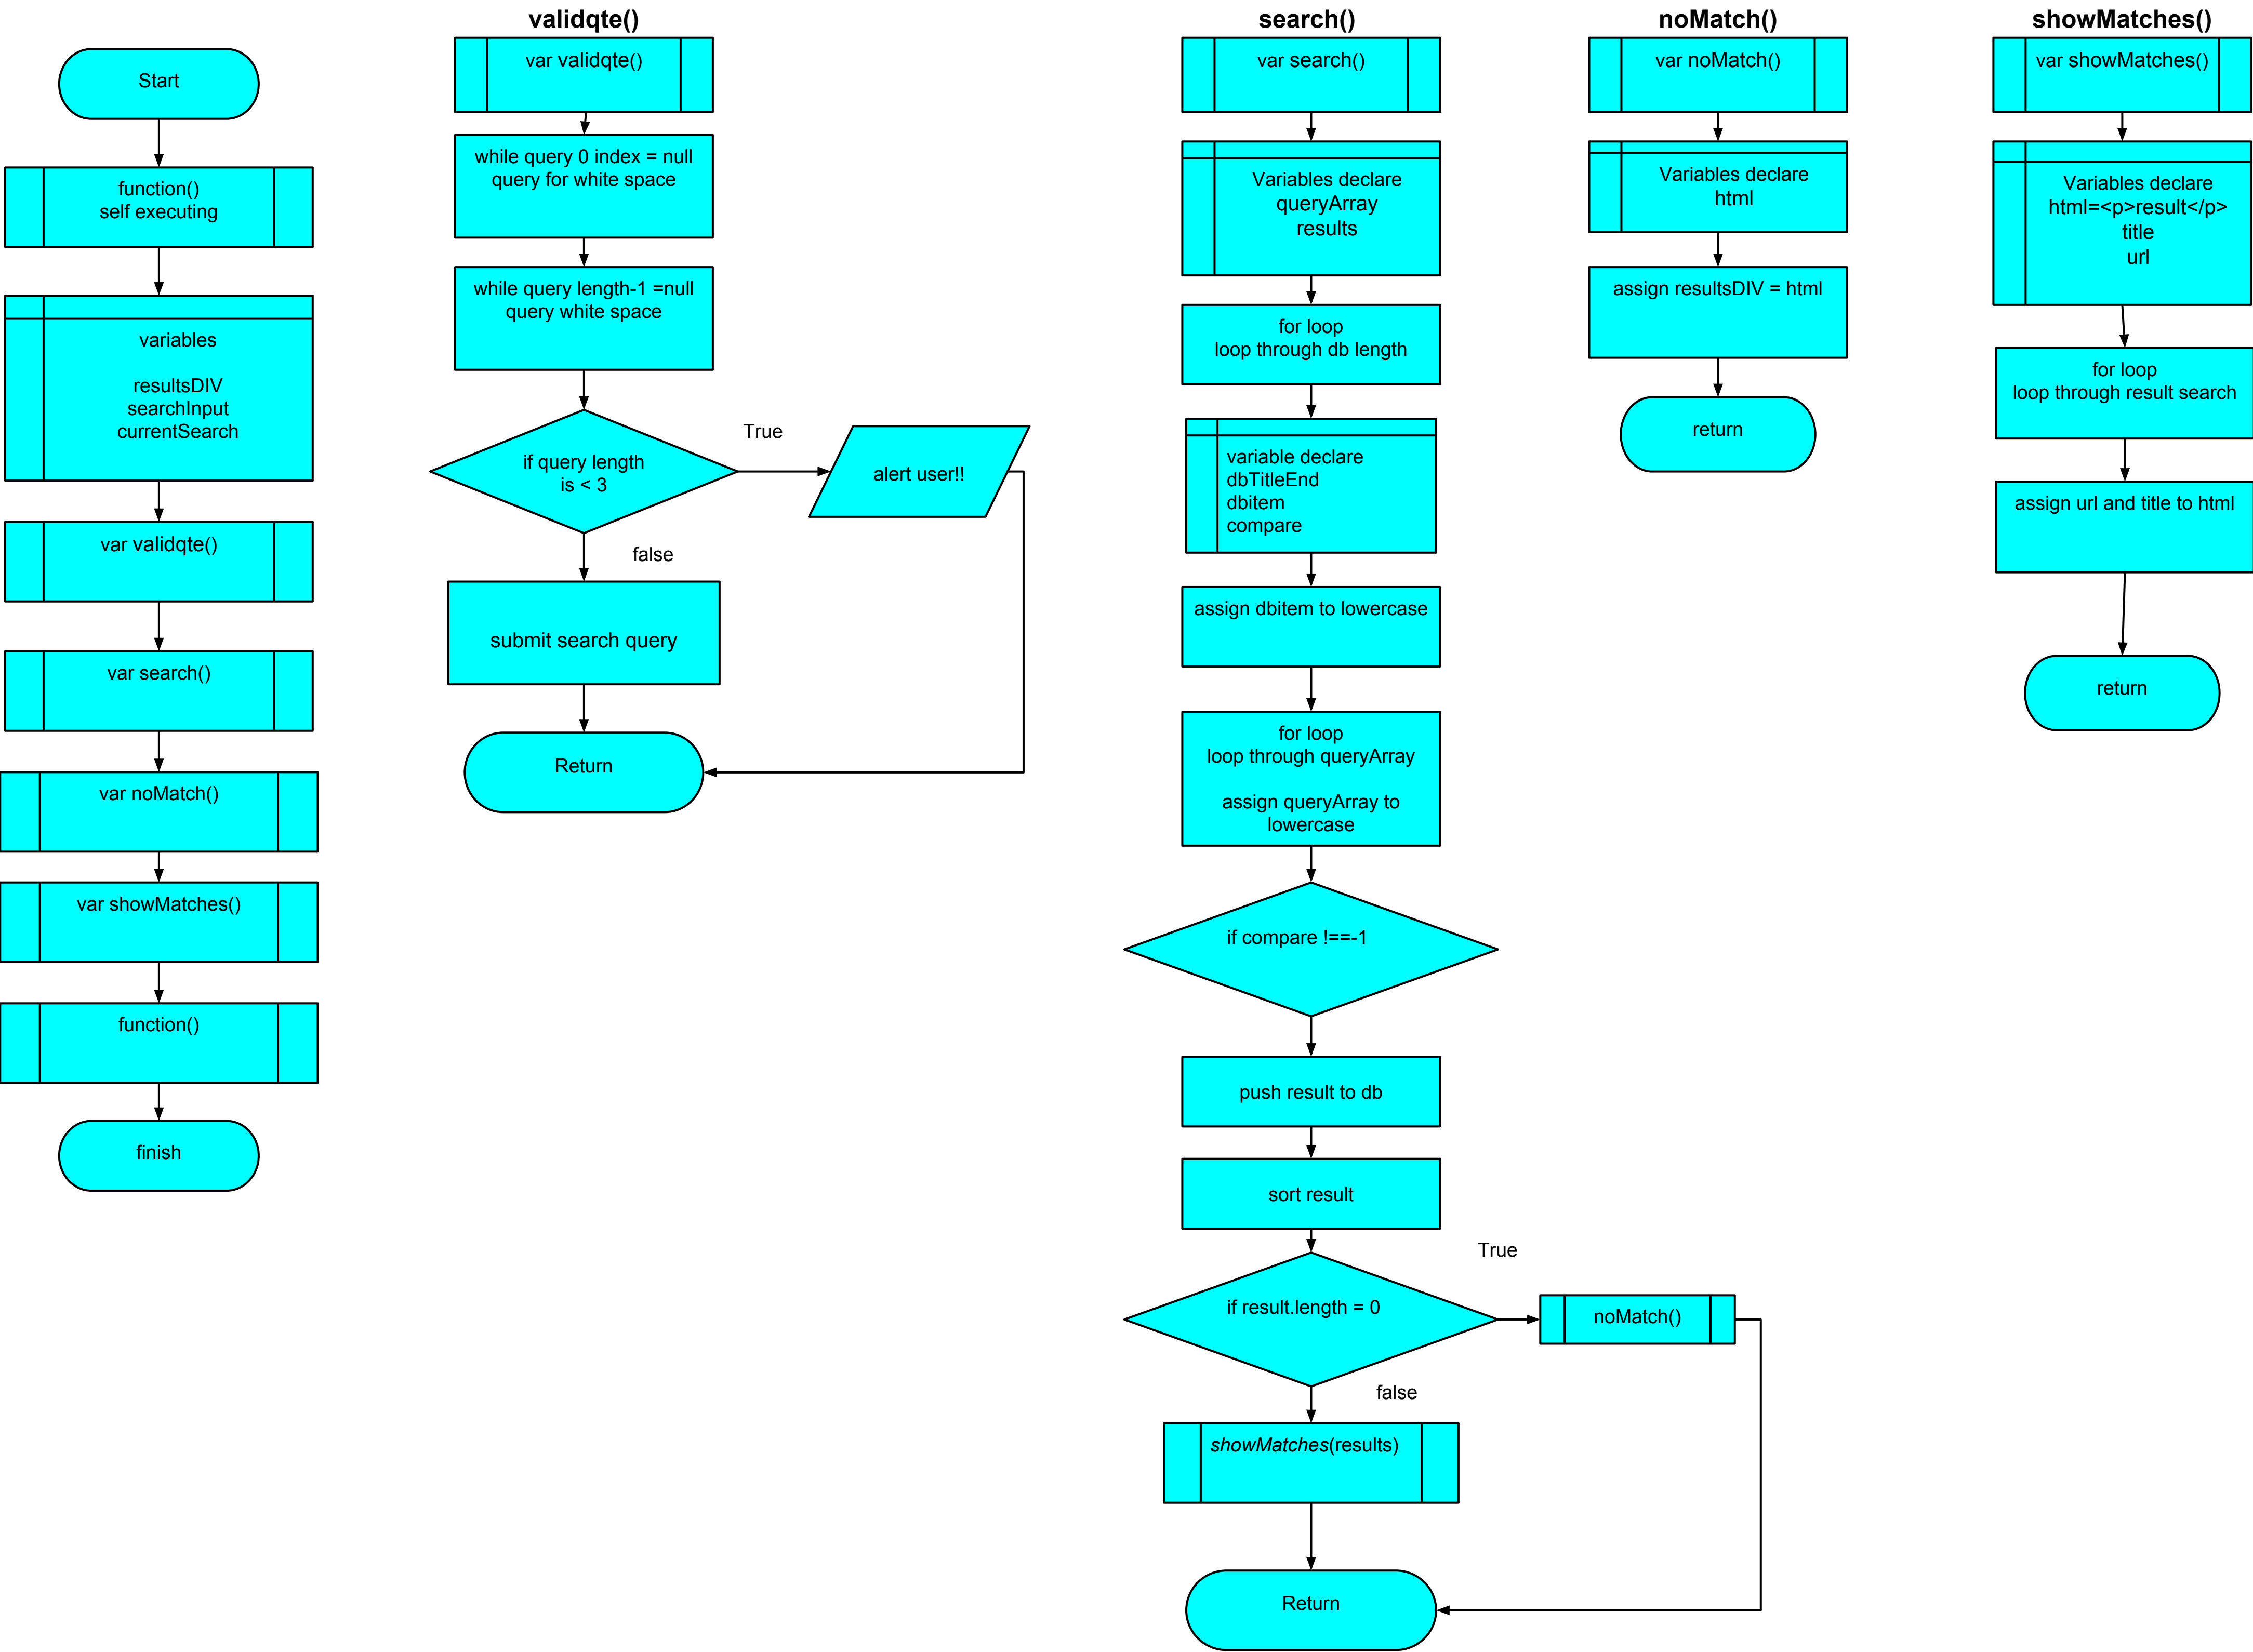 Start
function()
self executing
variables
resultsDIV
searchInput
currentSearch
var validqte()
var search()
var noMatch()
var showMatches()
function()
finish
validqte()
var validqte()
while query 0 index = null
query for white space
while query length-1 =null
query white space
if query length
is < 3
True
alert user!!
false
submit search query
Return
search()
var search()
Variables declare
queryArray
results
for loop
loop through db length
variable declare
dbTitleEnd
dbitem
compare
assign dbitem to lowercase
for loop
loop through queryArray
assign queryArray to
lowercase
if compare !==-1
push result to db
sort result
True
if result.length = 0
noMatch()
false
showMatches(results)
Return
noMatch()
var noMatch()
Variables declare
html
assign resultsDIV = html
return
showMatches()
var showMatches()
Variables declare
html=<p>result</p>
title
url
for loop
loop through result search
assign url and title to html
return